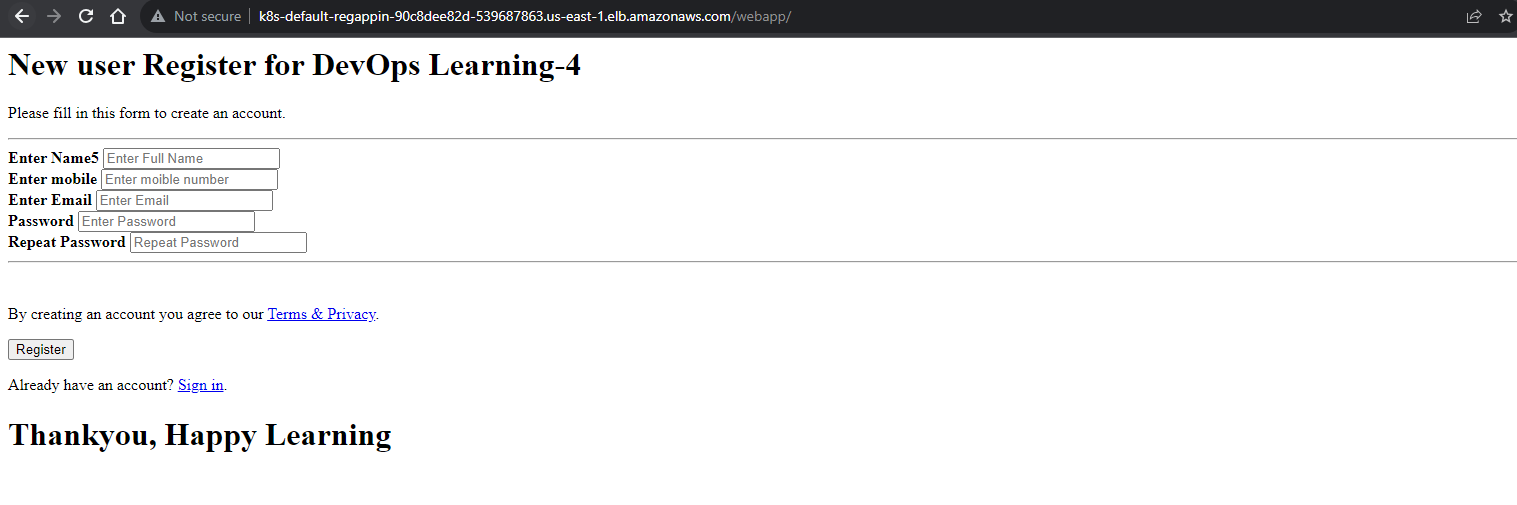 Not secure k8s-default-regappin-90c8dee82d-539687863.us-east-1.elb.amazonaws.com/webapp/
New user Register for DevOps Learning-4
Please fill in this form to create an account.
Enter Name5 Enter Full Name
Enter mobile Enter moible number
Enter Email Enter Email
Password Enter Password
Repeat Password Repeat Password
By creating an account you agree to our Terms & Privacy.
Register
Already have an account? Sign in.
Thankyou, Happy Learning